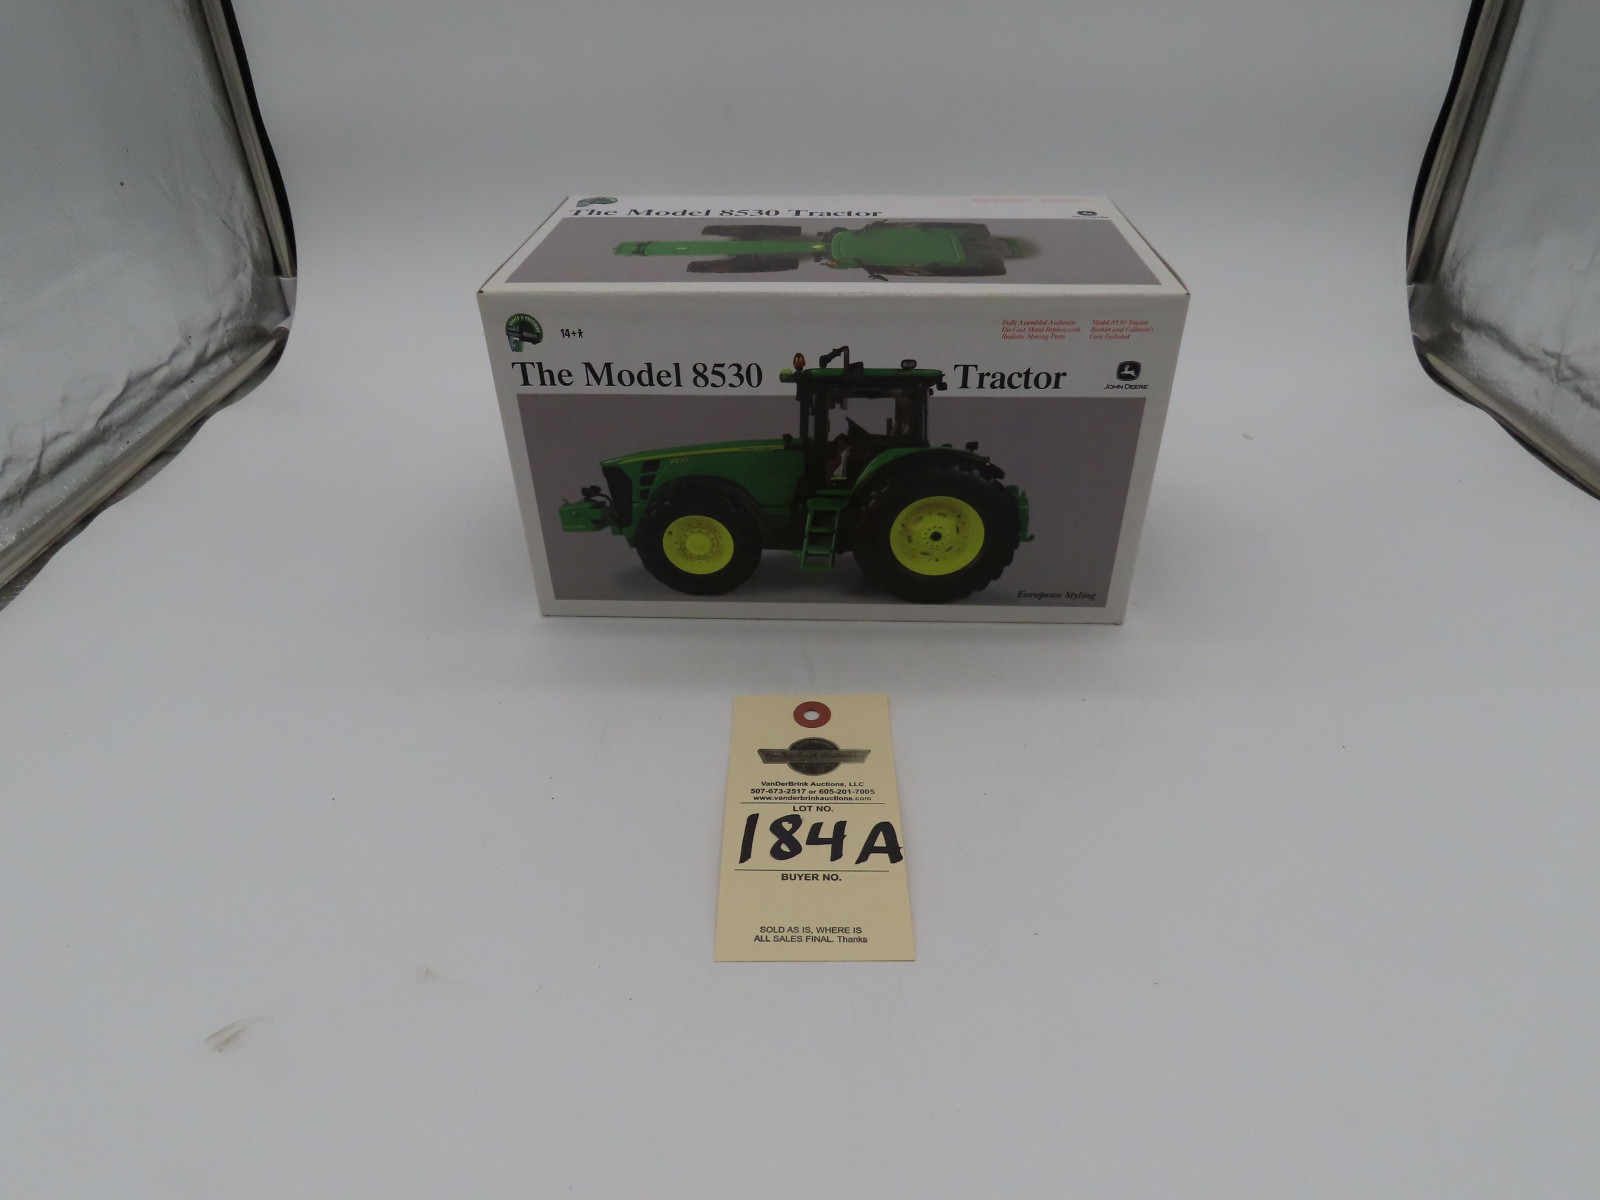 The Model 8530 Tractor
14+
Fully Assembled Authentic
Die-Cast Metal Replica with
Realistic Moving Parts
Model 8530 Tractor
Booklet and Collector's
Coin Included
The Model 8530 Tractor
JOHN DEERE
8530
European Styling
VanDerBrink Auctions, LLC
507-673-2517 or 605-201-7005
www.vanderbrinkauctions.com
LOT NO.
184A
BUYER NO.
SOLD AS IS, WHERE IS
ALL SALES FINAL. Thanks